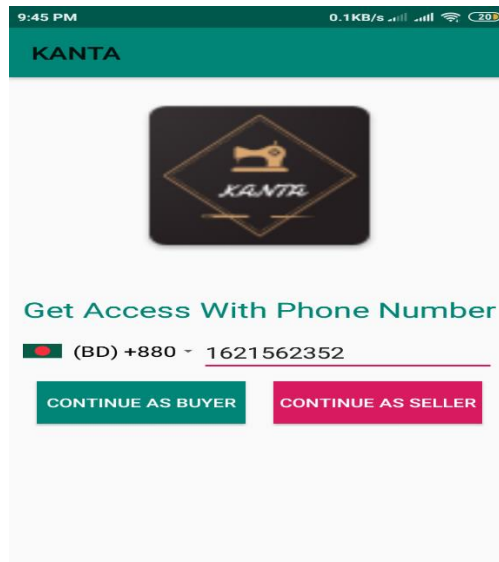 9:45 PM 0.1KB/s 20
KANTA
KANTA
Get Access With Phone Number
(BD) +880 1621562352
CONTINUE AS BUYER CONTINUE AS SELLER